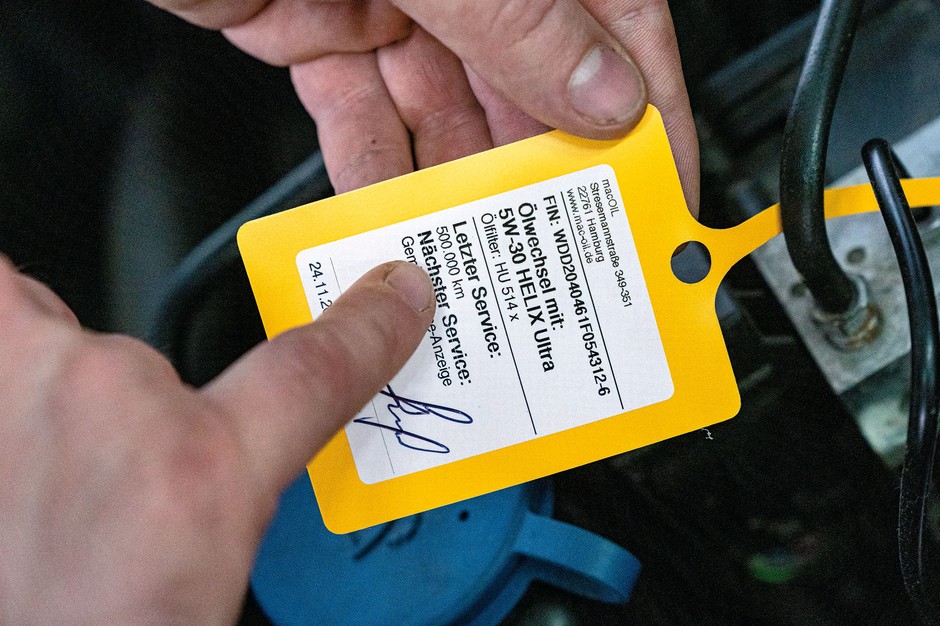 macOIL
Stresemannstraße 349-351
22761 Hamburg
www.mac-oil.de
FIN: WDD2040461F054312-6
Ölwechsel mit:
5W-30 HELIX Ultra
Ölfilter: HU 514 x
Letzter Service:
500.000 km
Nächster Service:
24.11.2